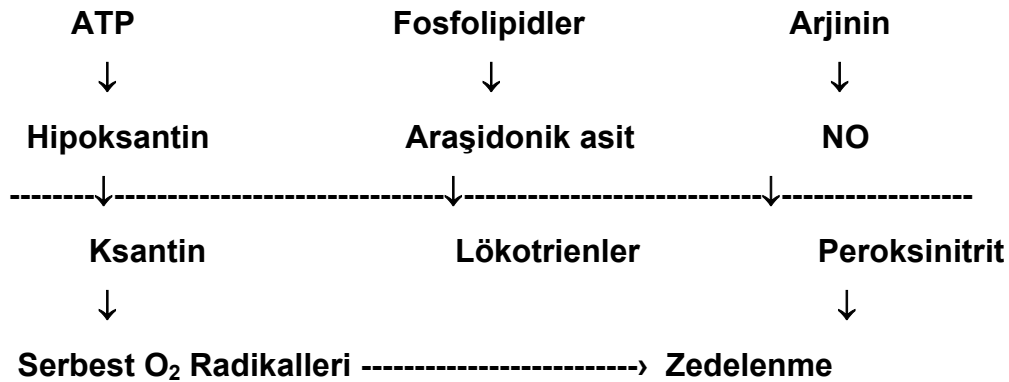 ATP Fosfolipidler Arjinin
↓ ↓ ↓
Hipoksantin Araşidonik asit NO
--------↓--------------------------------↓-----------------------------↓------------------
Ksantin Lökotrienler Peroksinitrit
↓ ↓
Serbest O₂ Radikalleri --------------------------› Zedelenme